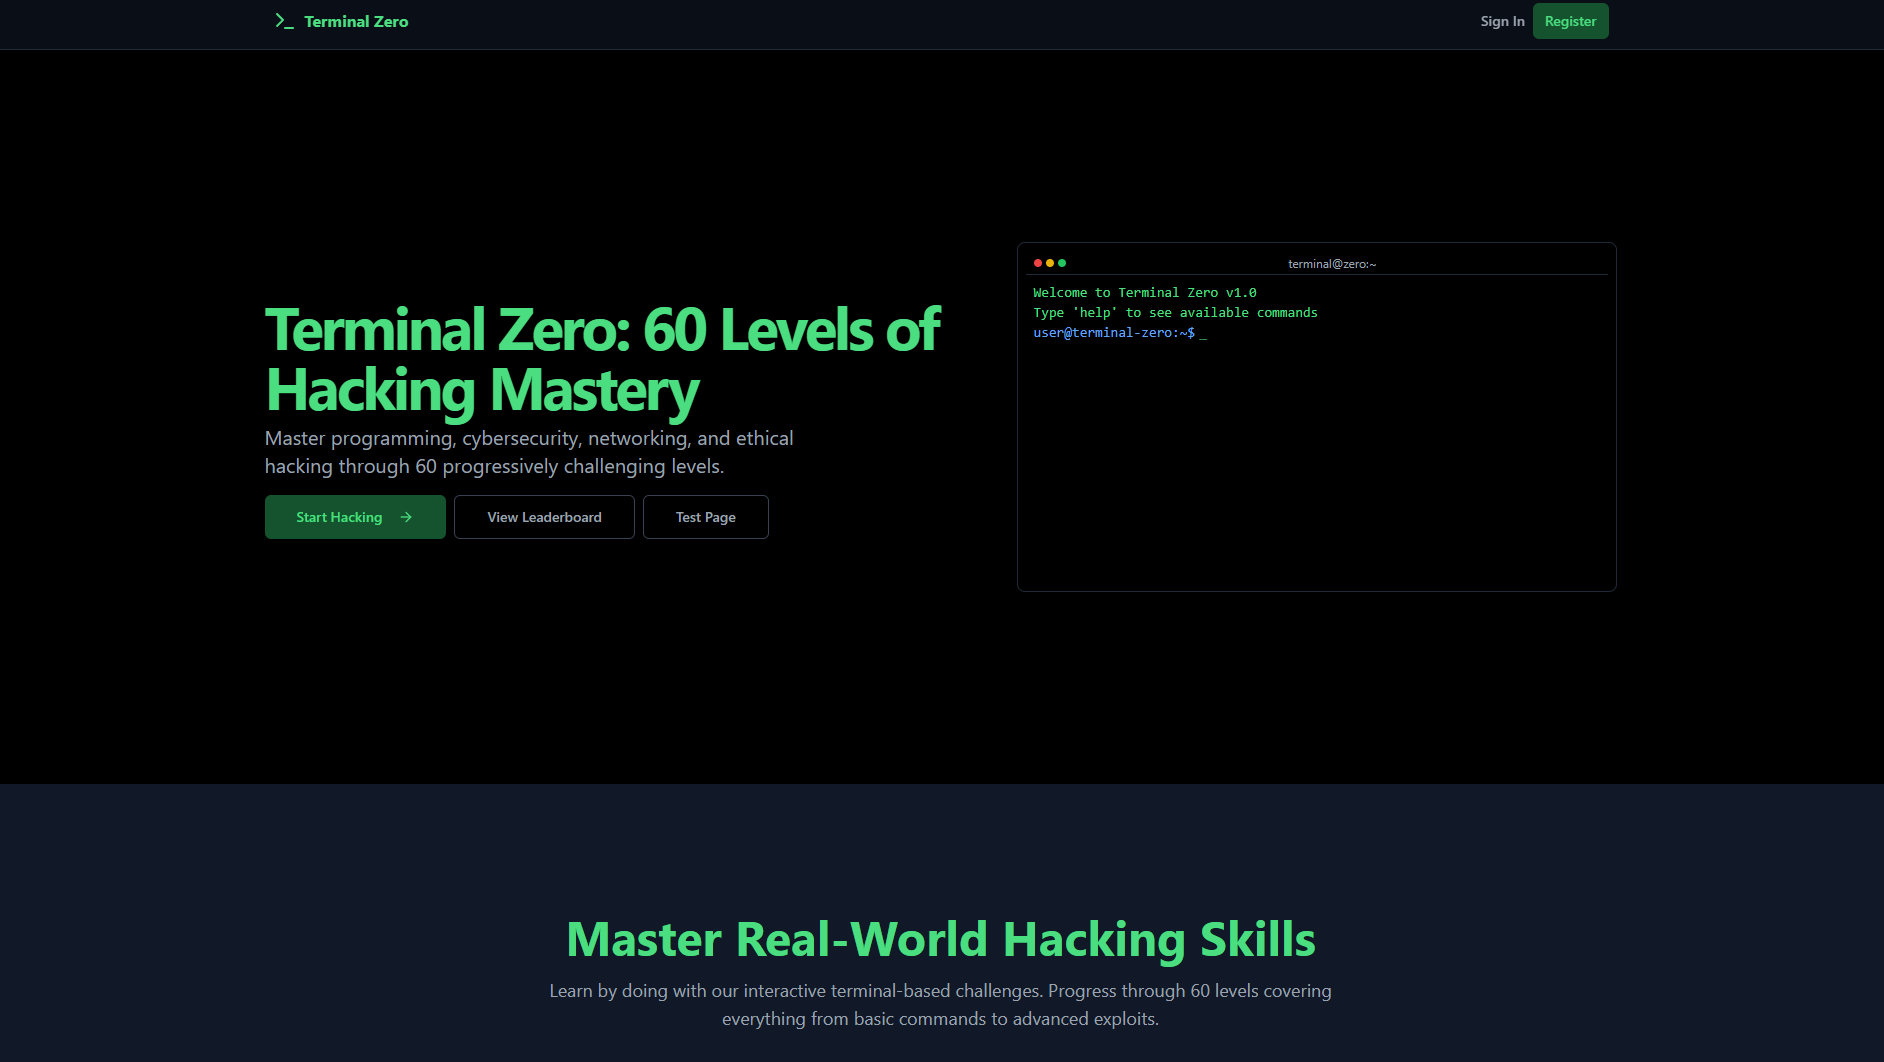 >_ Terminal Zero
Sign In
Register
terminal@zero:~
Welcome to Terminal Zero v1.0
Type 'help' to see available commands
user@terminal-zero:~$ _
Terminal Zero: 60 Levels of
Hacking Mastery
Master programming, cybersecurity, networking, and ethical
hacking through 60 progressively challenging levels.
Start Hacking →
View Leaderboard
Test Page
Master Real-World Hacking Skills
Learn by doing with our interactive terminal-based challenges. Progress through 60 levels covering
everything from basic commands to advanced exploits.